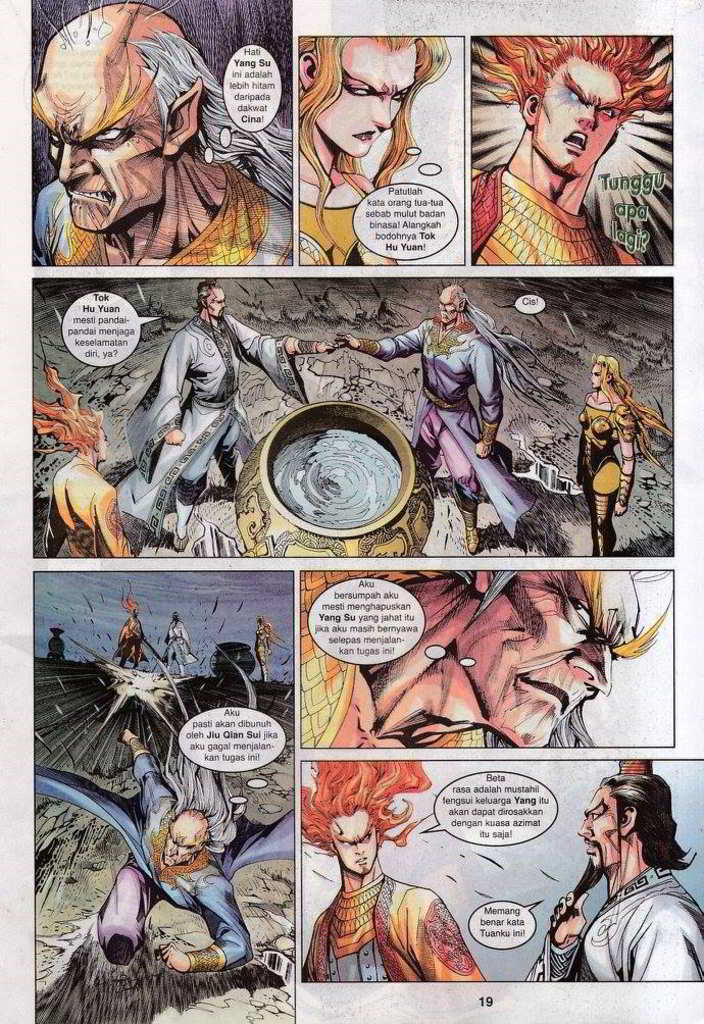 Hati
Yang Su
ini adalah
lebih hitam
daripada
dakwat
Cina!
Patutlah
kata orang tua-tua
sebab mulut badan
binasa! Alangkah
bodohnya Tok
Hu Yuan!
Tunggu
apa
lagi?
Tok
Hu Yuan
mesti pandai-
pandai menjaga
keselamatan
diri, ya?
Cis!
Aku
bersumpah aku
mesti menghapuskan
Yang Su yang jahat itu
jika aku masih bernyawa
selepas menjalan-
kan tugas ini!
Aku
pasti akan dibunuh
oleh Jiu Qian Sui jika
aku gagal menjalan-
kan tugas ini!
Beta
rasa adalah mustahil
fengsui keluarga Yang itu
akan dapat dirosakkan
dengan kuasa azimat
itu saja!
Memang
benar kata
Tuanku ini!
19